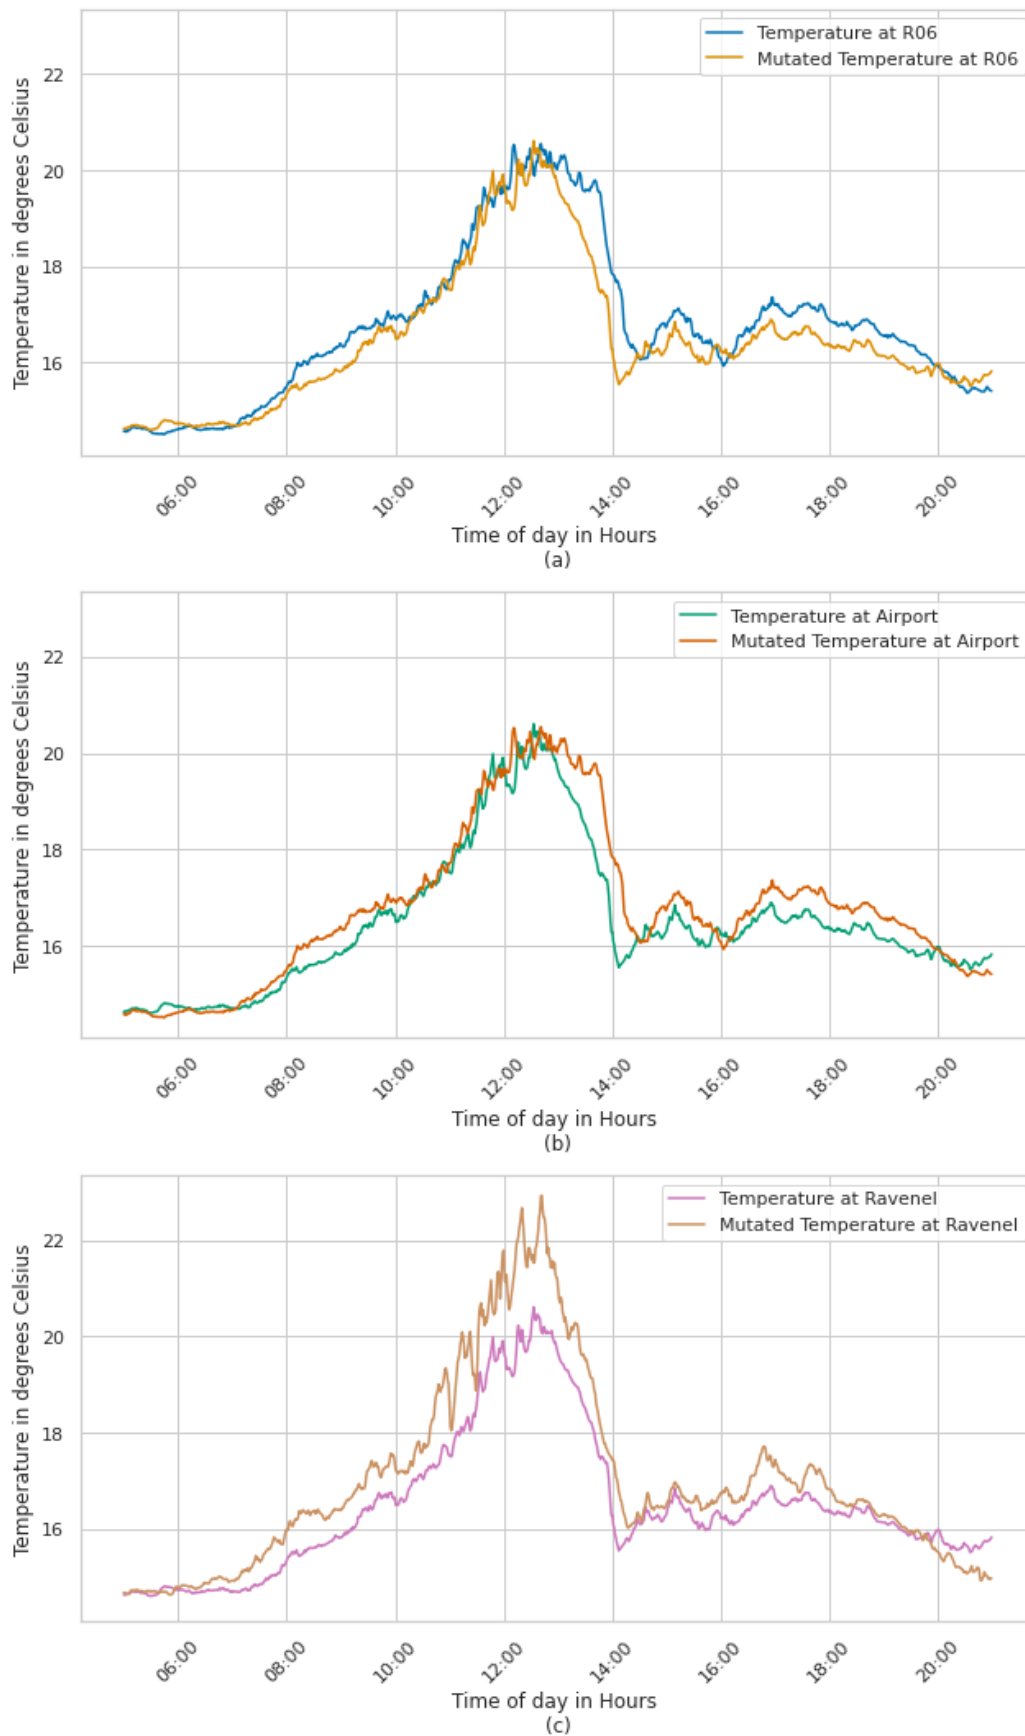 Temperature at R06
Mutated Temperature at R06
Temperature in degrees Celsius
22
20
18
16
06:00
08:00
10:00
12:00
14:00
16:00
18:00
20:00
Time of day in Hours
(a)
Temperature at Airport
Mutated Temperature at Airport
Temperature in degrees Celsius
22
20
18
16
06:00
08:00
10:00
12:00
14:00
16:00
18:00
20:00
Time of day in Hours
(b)
Temperature at Ravenel
Mutated Temperature at Ravenel
Temperature in degrees Celsius
22
20
18
16
06:00
08:00
10:00
12:00
14:00
16:00
18:00
20:00
Time of day in Hours
(c)